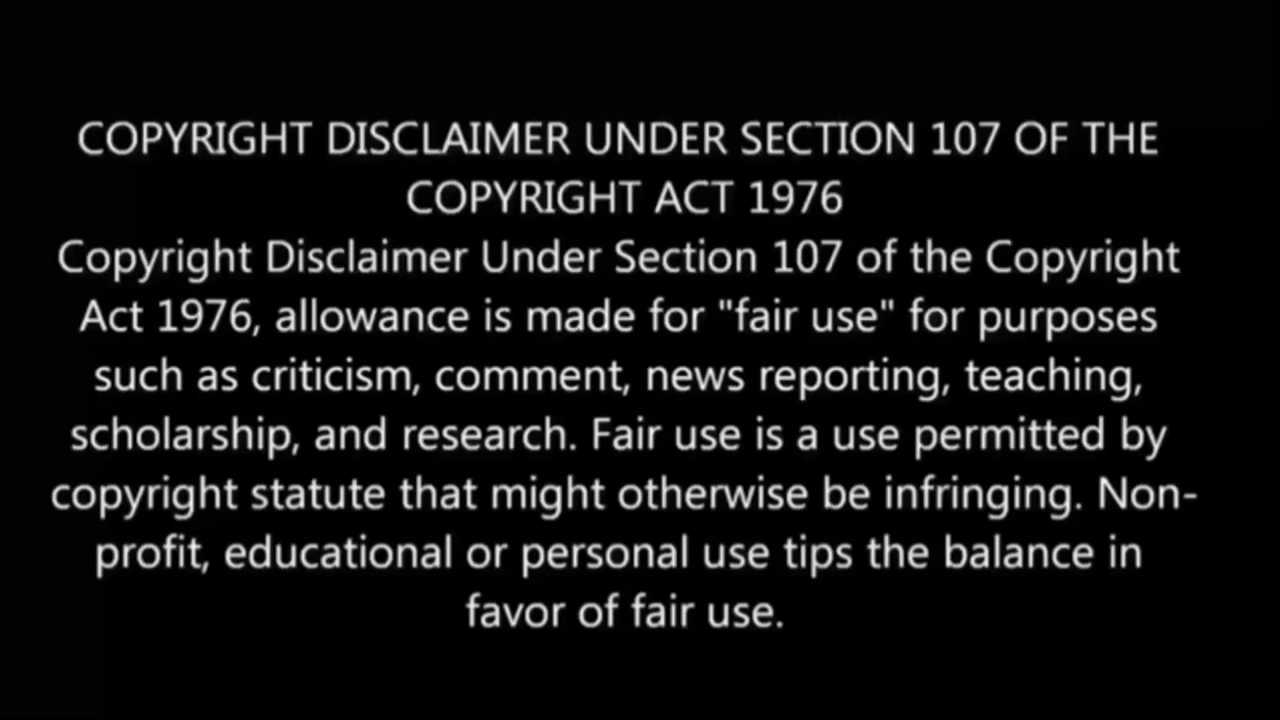 COPYRIGHT DISCLAIMER UNDER SECTION 107 OF THE
COPYRIGHT ACT 1976
Copyright Disclaimer Under Section 107 of the Copyright
Act 1976, allowance is made for "fair use" for purposes
such as criticism, comment, news reporting, teaching,
scholarship, and research. Fair use is a use permitted by
copyright statute that might otherwise be infringing. Non-
profit, educational or personal use tips the balance in
favor of fair use.